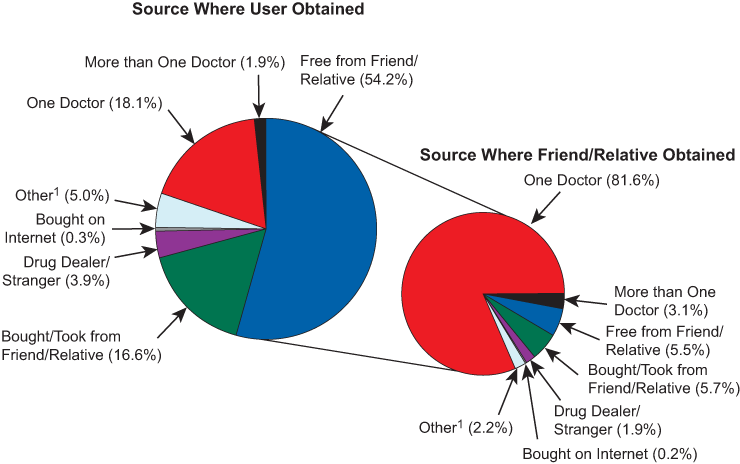 Source Where User Obtained
More than One Doctor (1.9%)
Free from Friend/
Relative (54.2%)
One Doctor (18.1%)
Other1 (5.0%)
Bought on
Internet (0.3%)
Drug Dealer/
Stranger (3.9%)
Bought/Took from
Friend/Relative (16.6%)
Source Where Friend/Relative Obtained
One Doctor (81.6%)
More than One
Doctor (3.1%)
Free from Friend/
Relative (5.5%)
Bought/Took from
Friend/Relative (5.7%)
Drug Dealer/
Stranger (1.9%)
Bought on Internet (0.2%)
Other1 (2.2%)